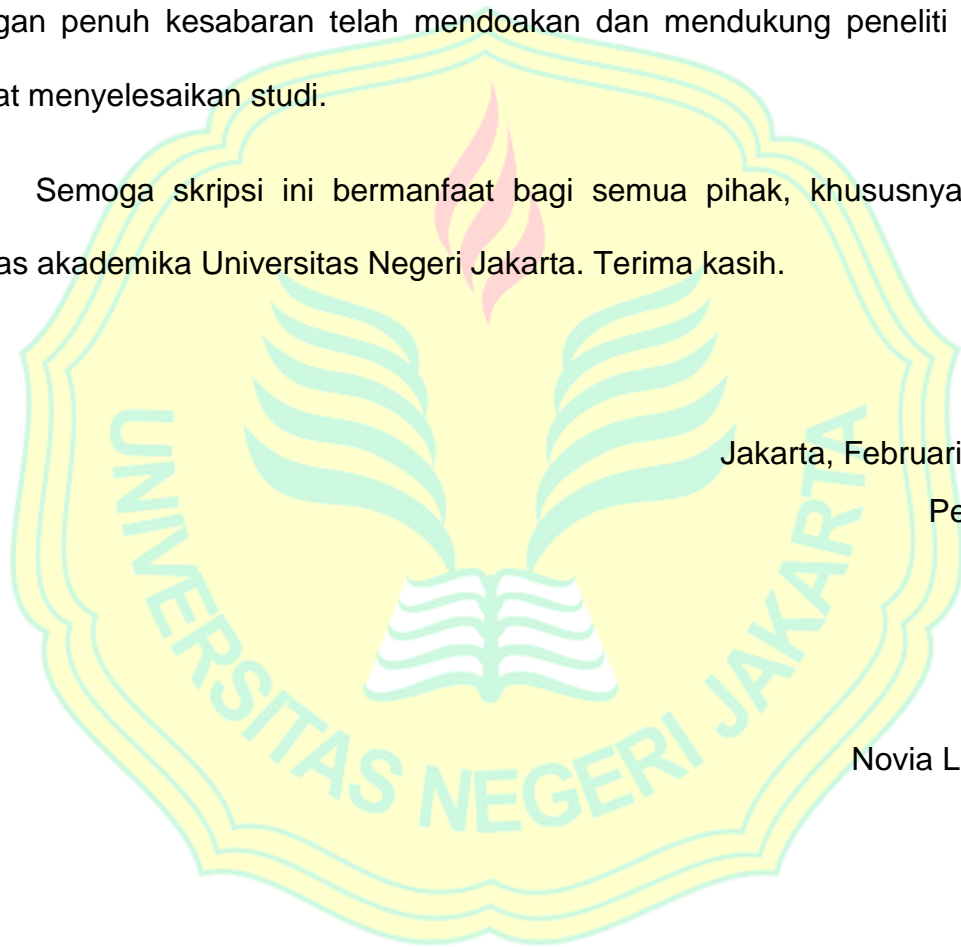 ngan penuh kesabaran telah mendoakan dan mendukung peneliti
at menyelesaikan studi.
Semoga skripsi ini bermanfaat bagi semua pihak, khususnya
as akademika Universitas Negeri Jakarta. Terima kasih.
Jakarta, Februari
Pe
Novia L
UNIVERSITAS NEGERI JAKARTA